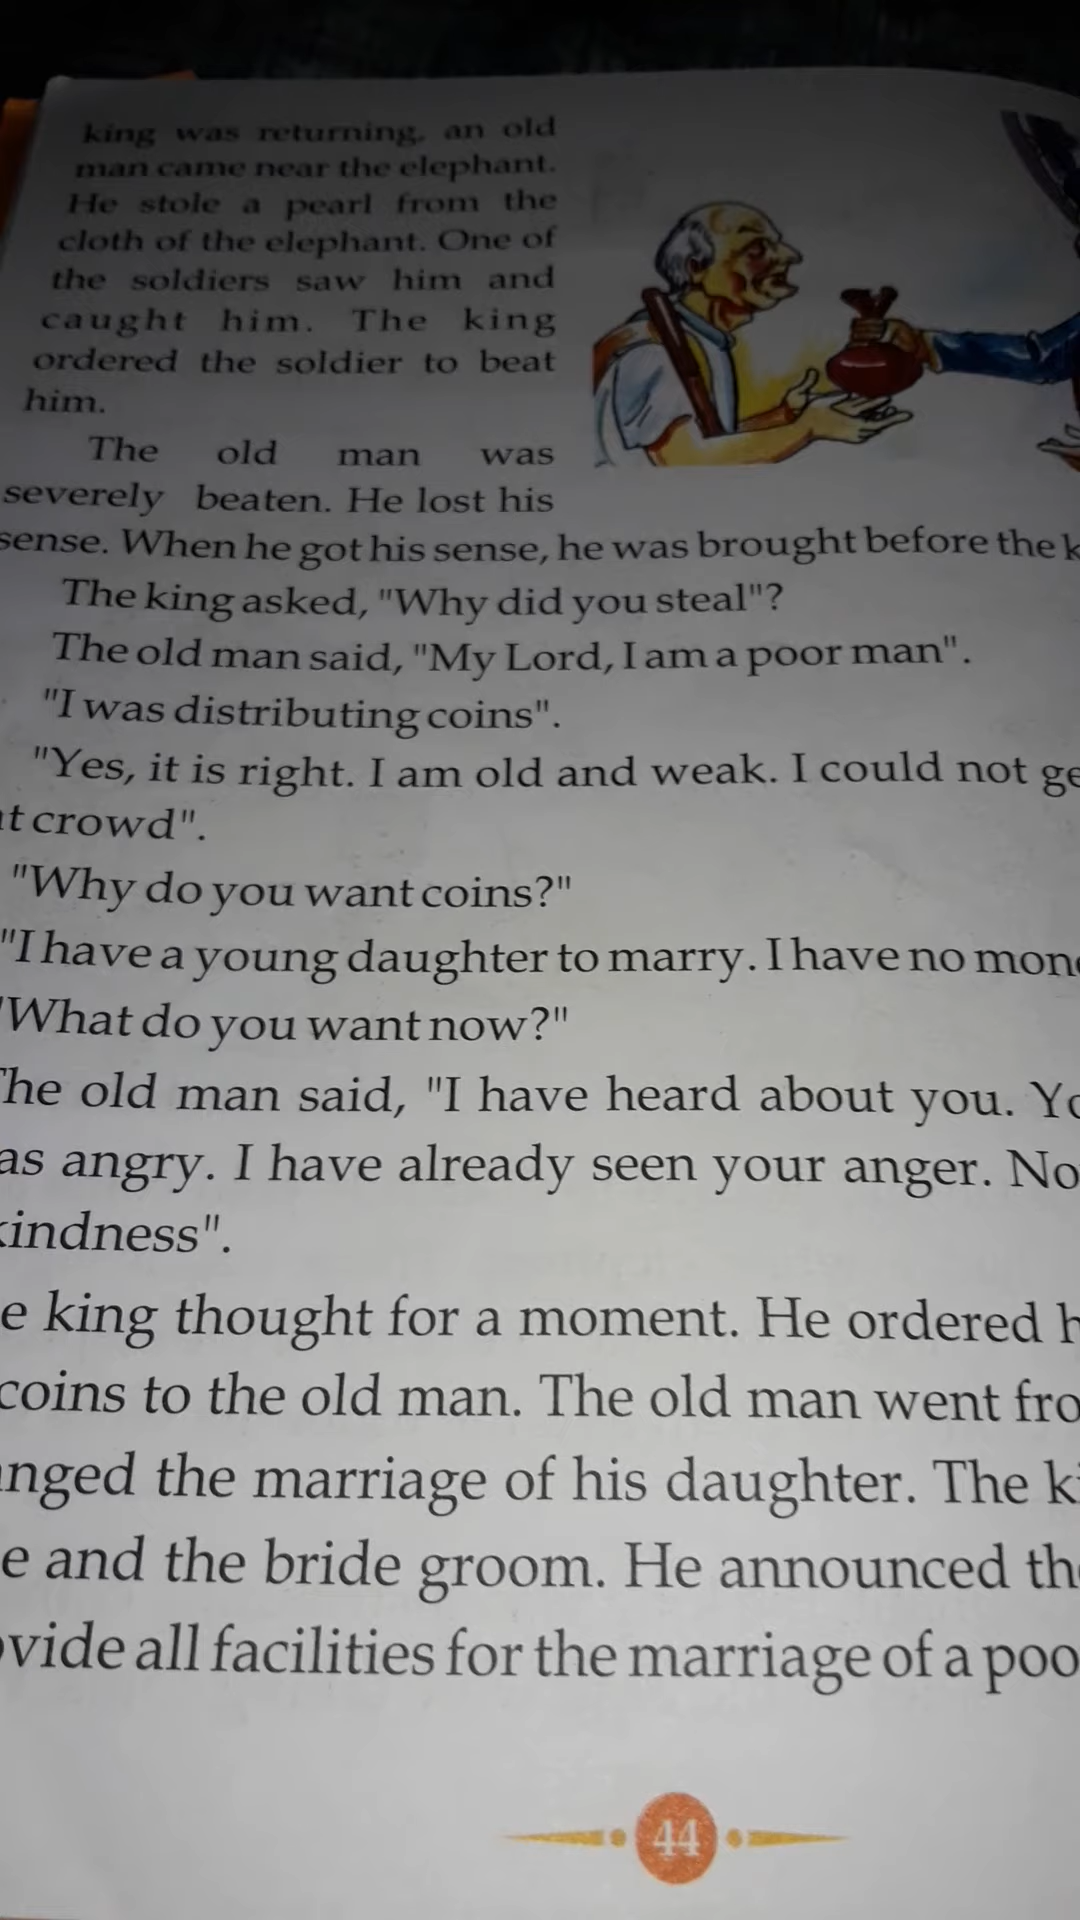 king was returning, an old
man came near the elephant.
He stole a pearl from the
cloth of the elephant. One of
the soldiers saw him and
caught him. The king
ordered the soldier to beat
him.
The old man was
severely beaten. He lost his
sense. When he got his sense, he was brought before the
The king asked, "Why did you steal"?
The old man said, "My Lord, I am a poor man".
"I was distributing coins".
"Yes, it is right. I am old and weak. I could not
crowd".
"Why do you want coins?"
"I have a young daughter to marry. I have no
"What do you want now?"
The old man said, "I have heard about you.
as angry. I have already seen your anger.
kindness".
king thought for a moment. He ordered
coins to the old man. The old man went
the marriage of his daughter. The
and the bride groom. He announced
all facilities for the marriage of a
44